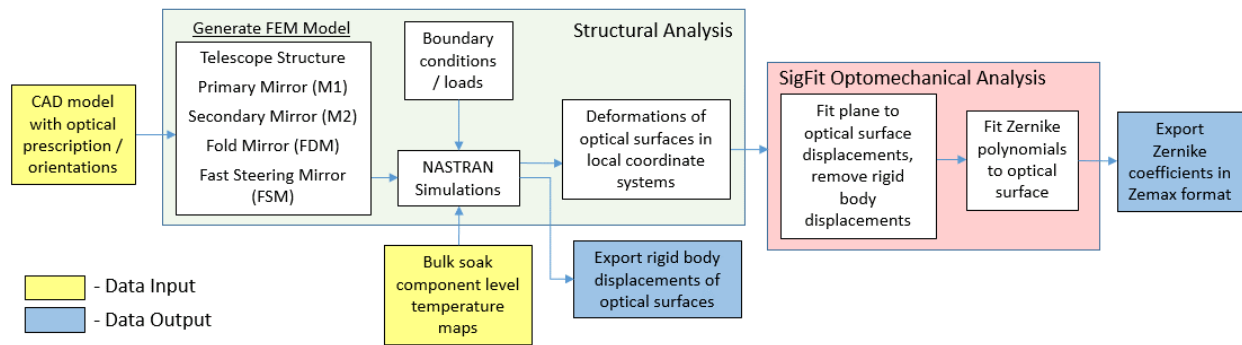 CAD model
with optical
prescription /
orientations
Generate FEM Model
Telescope Structure
Primary Mirror (M1)
Secondary Mirror (M2)
Fold Mirror (FDM)
Fast Steering Mirror
(FSM)
Boundary
conditions
/ loads
Structural Analysis
NASTRAN
Simulations
Deformations of
optical surfaces in
local coordinate
systems
Bulk soak
component level
temperature
maps
Export rigid body
displacements of
optical surfaces
SigFit Optomechanical Analysis
Fit plane to
optical surface
displacements,
remove rigid
body
displacements
Fit Zernike
polynomials
to optical
surface
Export
Zernike
coefficients in
Zemax format
- Data Input
- Data Output